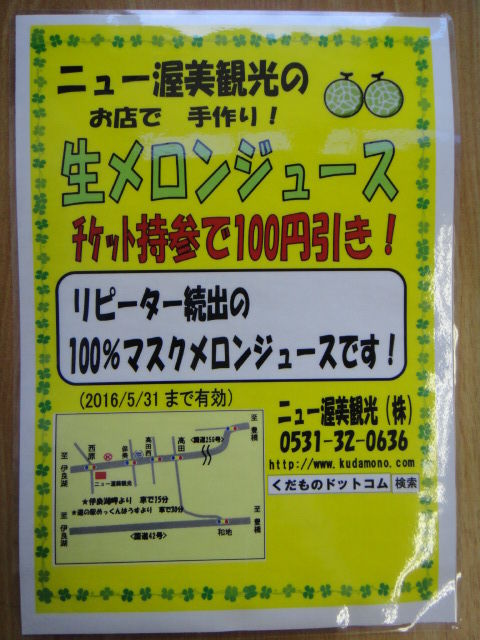 ニュー渥美観光の
お店で 手作り！
生メロンジュース
ﾁｹｯﾄ持参で100円引き！
リピーター続出の
100%マスクメロンジュースです！
(2016/5/31 まで有効)
ニュー渥美観光（株）
0531-32-0636
http://www.kudamono.com
くだものドットコム 検索
至 豊橋
<国道259号>
高田
高田西
保美
西原
至 伊良湖
ニュー渥美観光
★伊良湖岬より 車で15分
★道の駅めっくんはうすより 車で30分
至 伊良湖
<国道42号>
和地
至 豊橋